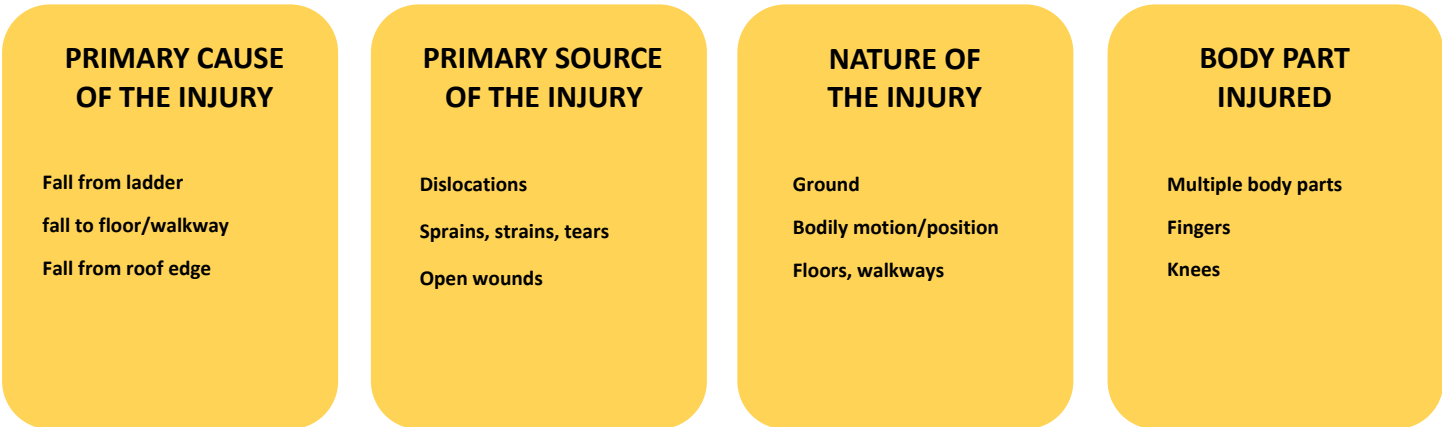 PRIMARY CAUSE
OF THE INJURY
Fall from ladder
fall to floor/walkway
Fall from roof edge
PRIMARY SOURCE
OF THE INJURY
Dislocations
Sprains, strains, tears
Open wounds
NATURE OF
THE INJURY
Ground
Bodily motion/position
Floors, walkways
BODY PART
INJURED
Multiple body parts
Fingers
Knees